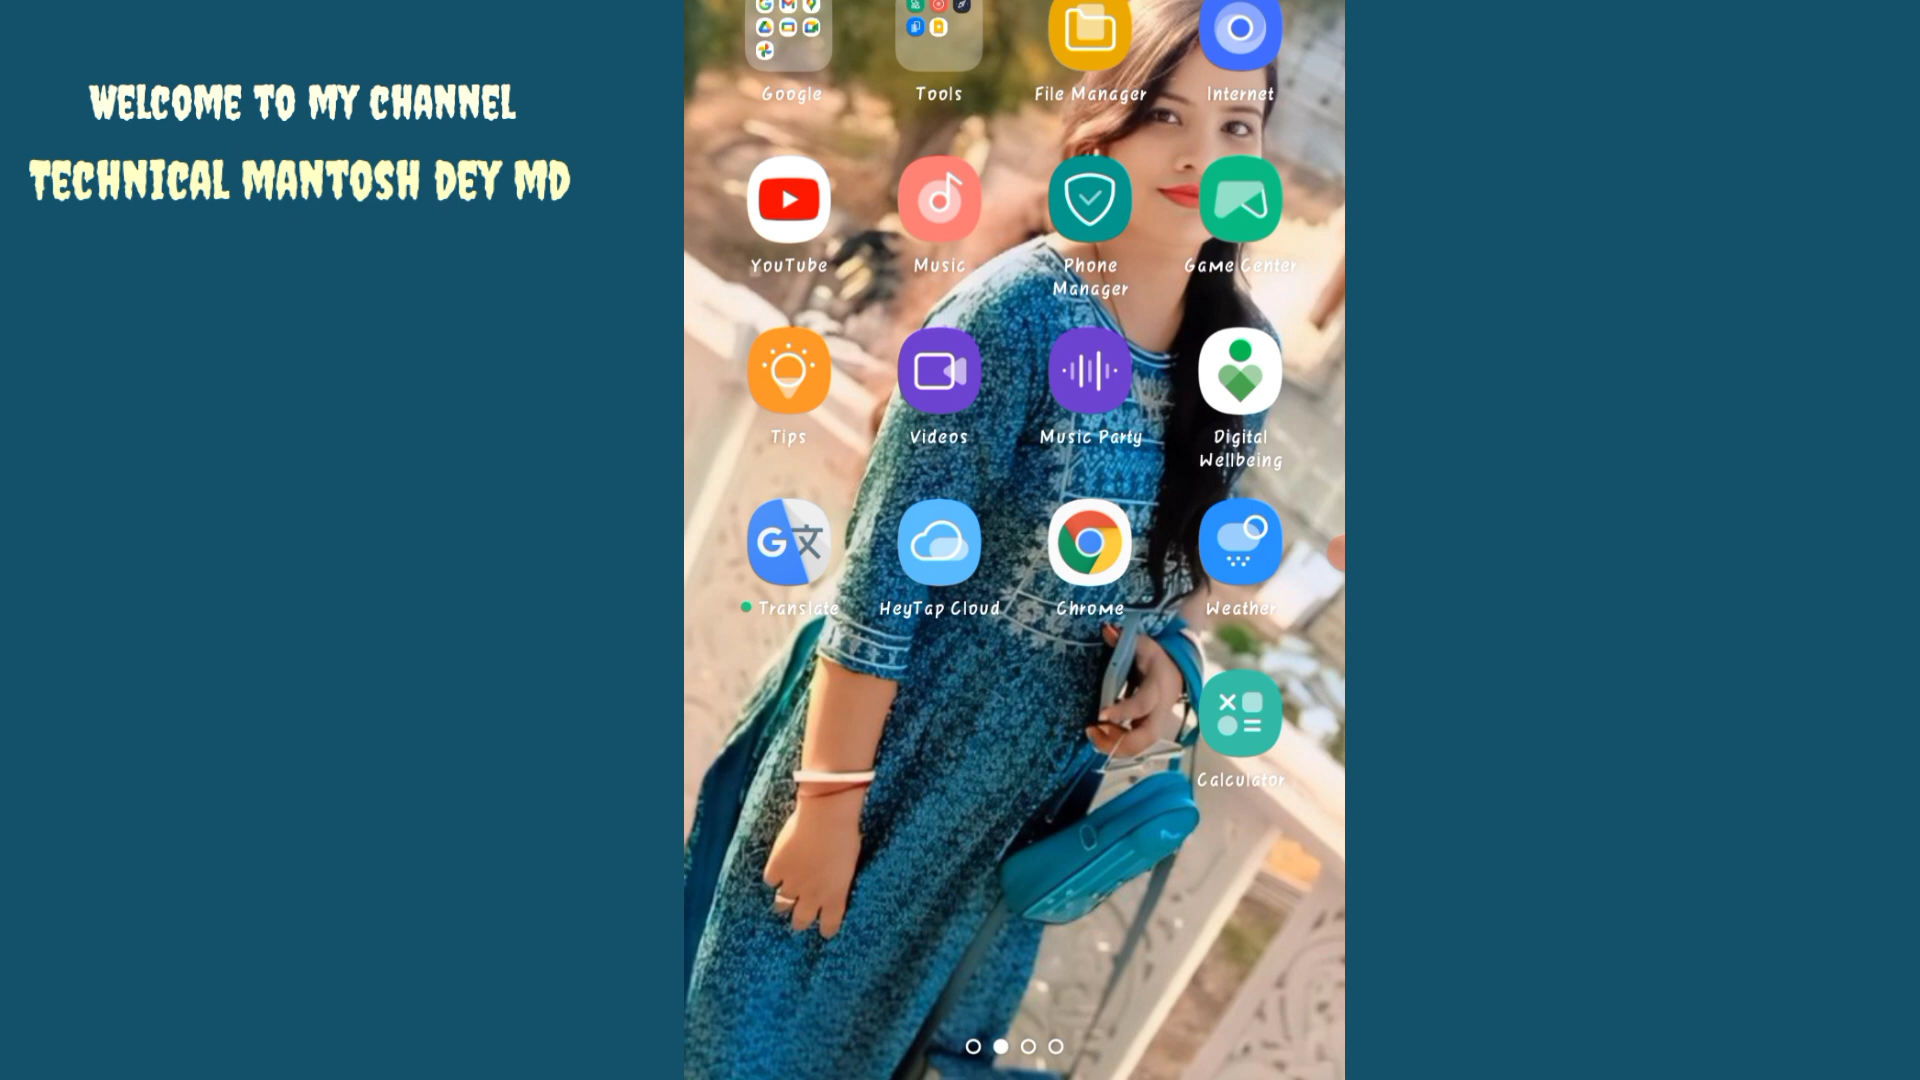 WELCOME TO MY CHANNEL
TECHNICAL MANTOSH DEY MD
Google
Tools
File Manager
Internet
YouTube
Music
Phone Manager
Game Center
Tips
Videos
Music Party
Digital Wellbeing
Translate
HeyTap Cloud
Chrome
Weather
Calculator